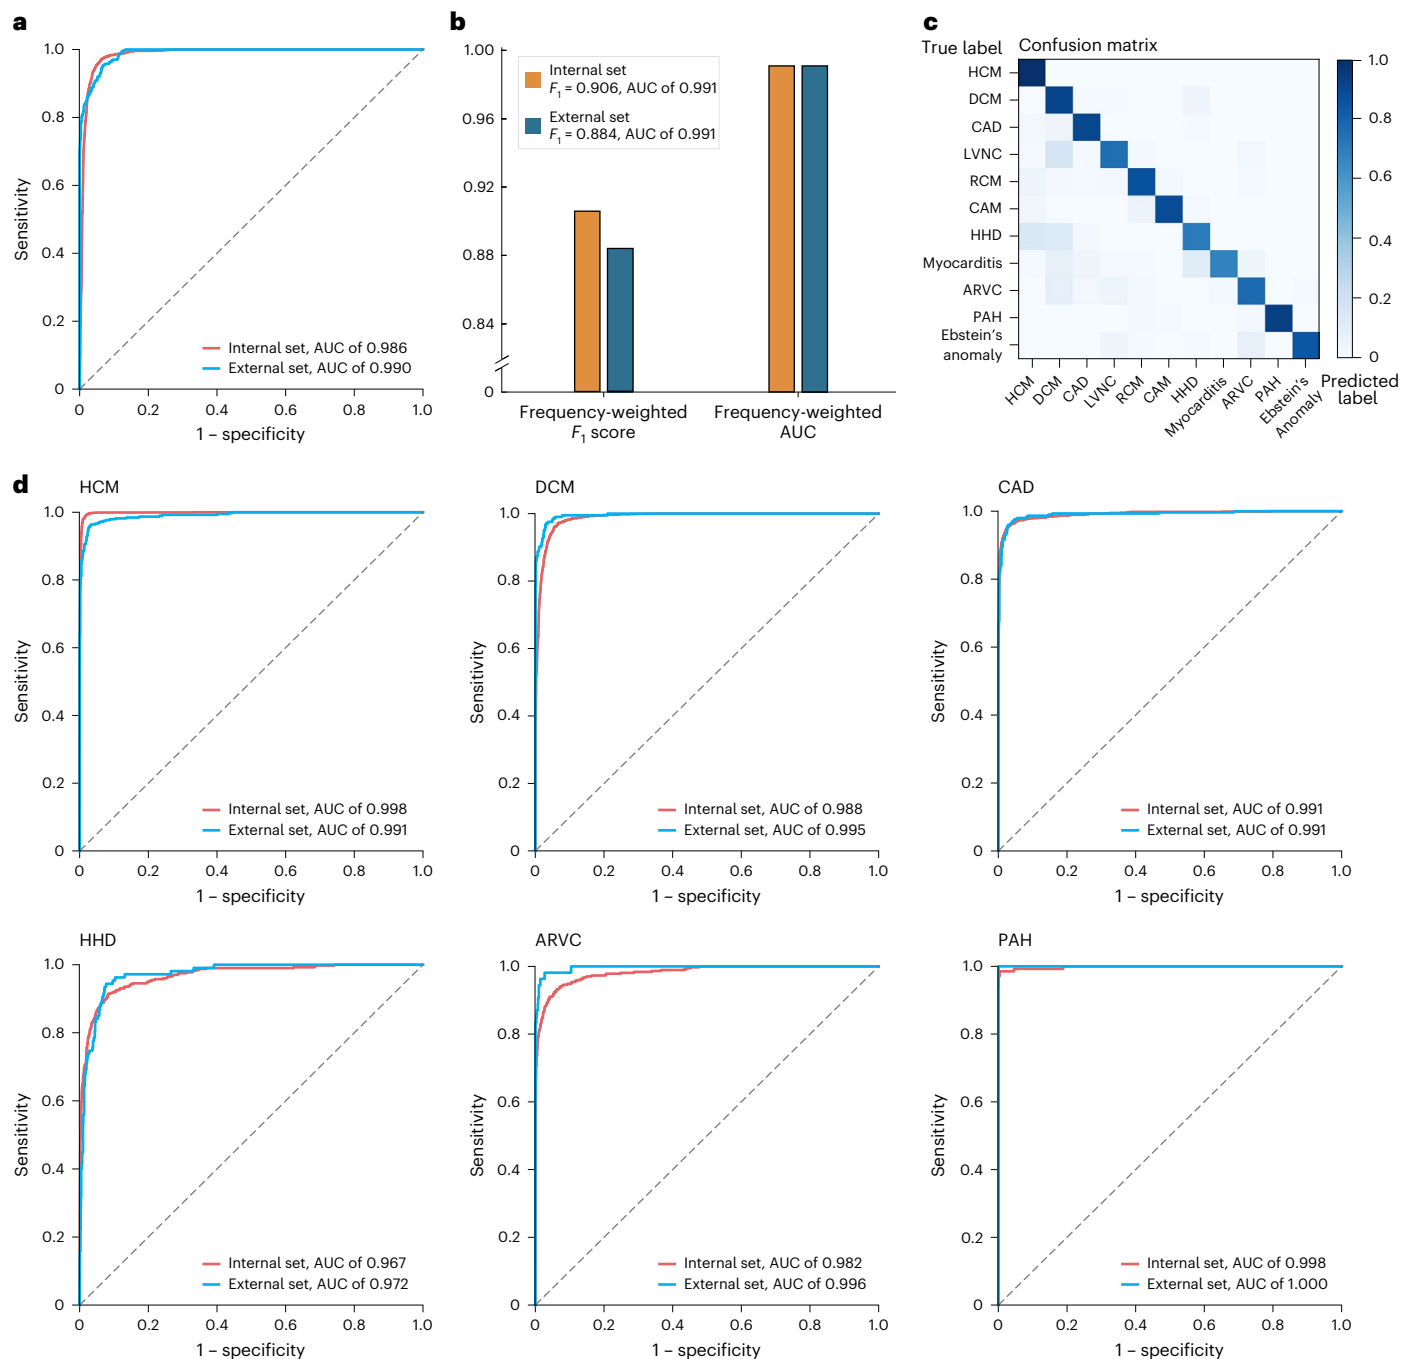 a
1.0
0.8
0.6
0.4
0.2
0
Sensitivity
0 0.2 0.4 0.6 0.8 1.0
1 – specificity
Internal set, AUC of 0.986
External set, AUC of 0.990
b
1.00
0.96
0.92
0.88
0.84
0
Internal set
F1 = 0.906, AUC of 0.991
External set
F1 = 0.884, AUC of 0.991
Frequency-weighted
F1 score
Frequency-weighted
AUC
c
True label
Confusion matrix
HCM
DCM
CAD
LVNC
RCM
CAM
HHD
Myocarditis
ARVC
PAH
Ebstein’s
anomaly
HCM
DCM
CAD
LVNC
RCM
CAM
HHD
Myocarditis
ARVC
PAH
Ebstein’s
Anomaly
Predicted
label
1.0
0.8
0.6
0.4
0.2
0
d
HCM
1.0
0.8
0.6
0.4
0.2
0
Sensitivity
0 0.2 0.4 0.6 0.8 1.0
1 – specificity
Internal set, AUC of 0.998
External set, AUC of 0.991
DCM
1.0
0.8
0.6
0.4
0.2
0
Sensitivity
0 0.2 0.4 0.6 0.8 1.0
1 – specificity
Internal set, AUC of 0.988
External set, AUC of 0.995
CAD
1.0
0.8
0.6
0.4
0.2
0
Sensitivity
0 0.2 0.4 0.6 0.8 1.0
1 – specificity
Internal set, AUC of 0.991
External set, AUC of 0.991
HHD
1.0
0.8
0.6
0.4
0.2
0
Sensitivity
0 0.2 0.4 0.6 0.8 1.0
1 – specificity
Internal set, AUC of 0.967
External set, AUC of 0.972
ARVC
1.0
0.8
0.6
0.4
0.2
0
Sensitivity
0 0.2 0.4 0.6 0.8 1.0
1 – specificity
Internal set, AUC of 0.982
External set, AUC of 0.996
PAH
1.0
0.8
0.6
0.4
0.2
0
Sensitivity
0 0.2 0.4 0.6 0.8 1.0
1 – specificity
Internal set, AUC of 0.998
External set, AUC of 1.000